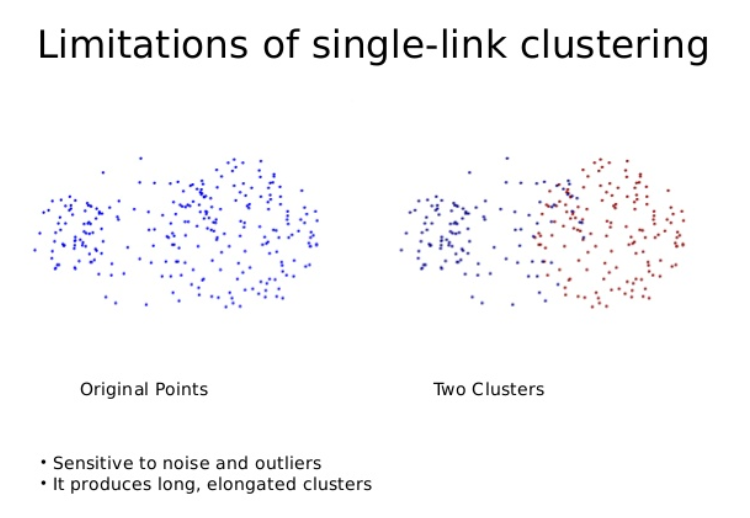 Limitations of single-link clustering
Original Points
Two Clusters
• Sensitive to noise and outliers
• It produces long, elongated clusters